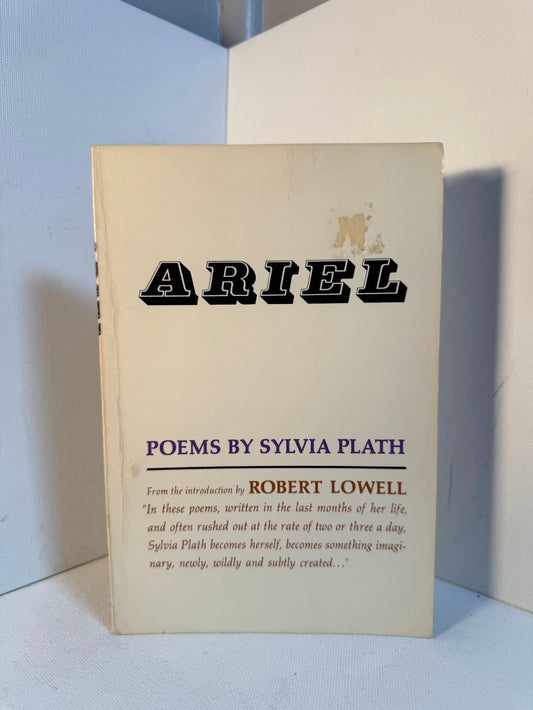 ARIEL
POEMS BY SYLVIA PLATH
From the introduction by ROBERT LOWELL
"In these poems, written in the last months of her life,
and often rushed out at the rate of two or three a day,
Sylvia Plath becomes herself, becomes something imagi-
nary, newly, wildly and subtly created..."